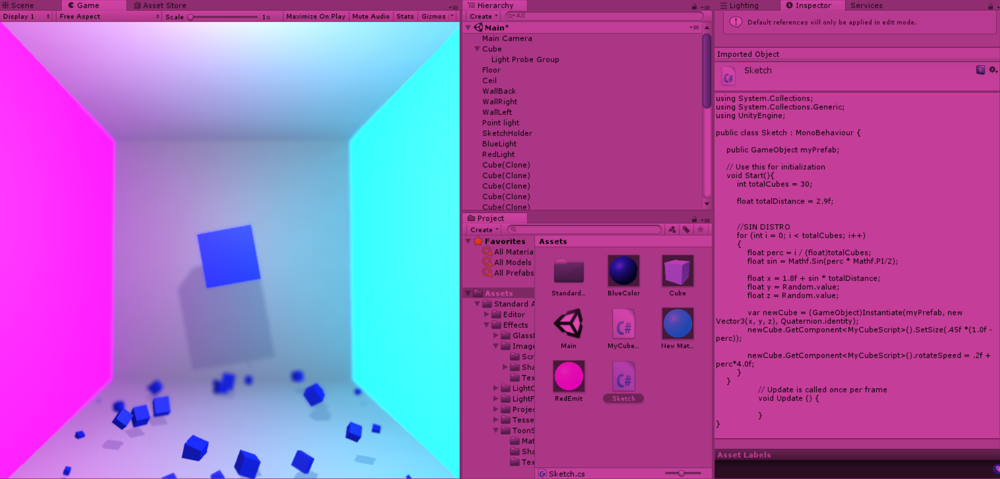 Scene
Game
Asset Store
Display 1
Free Aspect
Scale
1x
Maximize On Play
Mute Audio
Stats
Gizmos
Hierarchy
Create
All
Main*
Main Camera
Cube
Light Probe Group
Floor
Ceil
WallBack
WallRight
WallLeft
Point light
SketchHolder
BlueLight
RedLight
Cube(Clone)
Cube(Clone)
Cube(Clone)
Cube(Clone)
Cube(Clone)
Project
Create
Favorites
All Materia
All Models
All Prefabs
Assets
Standard A
Editor
Effects
Glass
Image
Scr
Sha
Tex
LightC
LightF
Projec
Tesse
ToonS
Mat
Sha
Tex
Assets
Standard...
BlueColor
Cube
Main
MyCube...
New Mat...
RedEmit
Sketch
Sketch.cs
Lighting
Inspector
Services
Default references will only be applied in edit mode.
Imported Object
Sketch
C#
using System.Collections;
using System.Collections.Generic;
using UnityEngine;
public class Sketch : MonoBehaviour {
public GameObject myPrefab;
// Use this for initialization
void Start(){
int totalCubes = 30;
float totalDistance = 2.9f;
//SIN DISTRO
for (int i = 0; i < totalCubes; i++)
{
float perc = i / (float)totalCubes;
float sin = Mathf.Sin(perc * Mathf.PI/2);
float x = 1.8f + sin * totalDistance;
float y = Random.value;
float z = Random.value;
var newCube = (GameObject)Instantiate(myPrefab, new
Vector3(x, y, z), Quaternion.identity);
newCube.GetComponent<MyCubeScript>().SetSize(.45f *(1.0f -
perc));
newCube.GetComponent<MyCubeScript>().rotateSpeed = .2f +
perc*4.0f;
}
}
// Update is called once per frame
void Update () {
}
}
Asset Labels